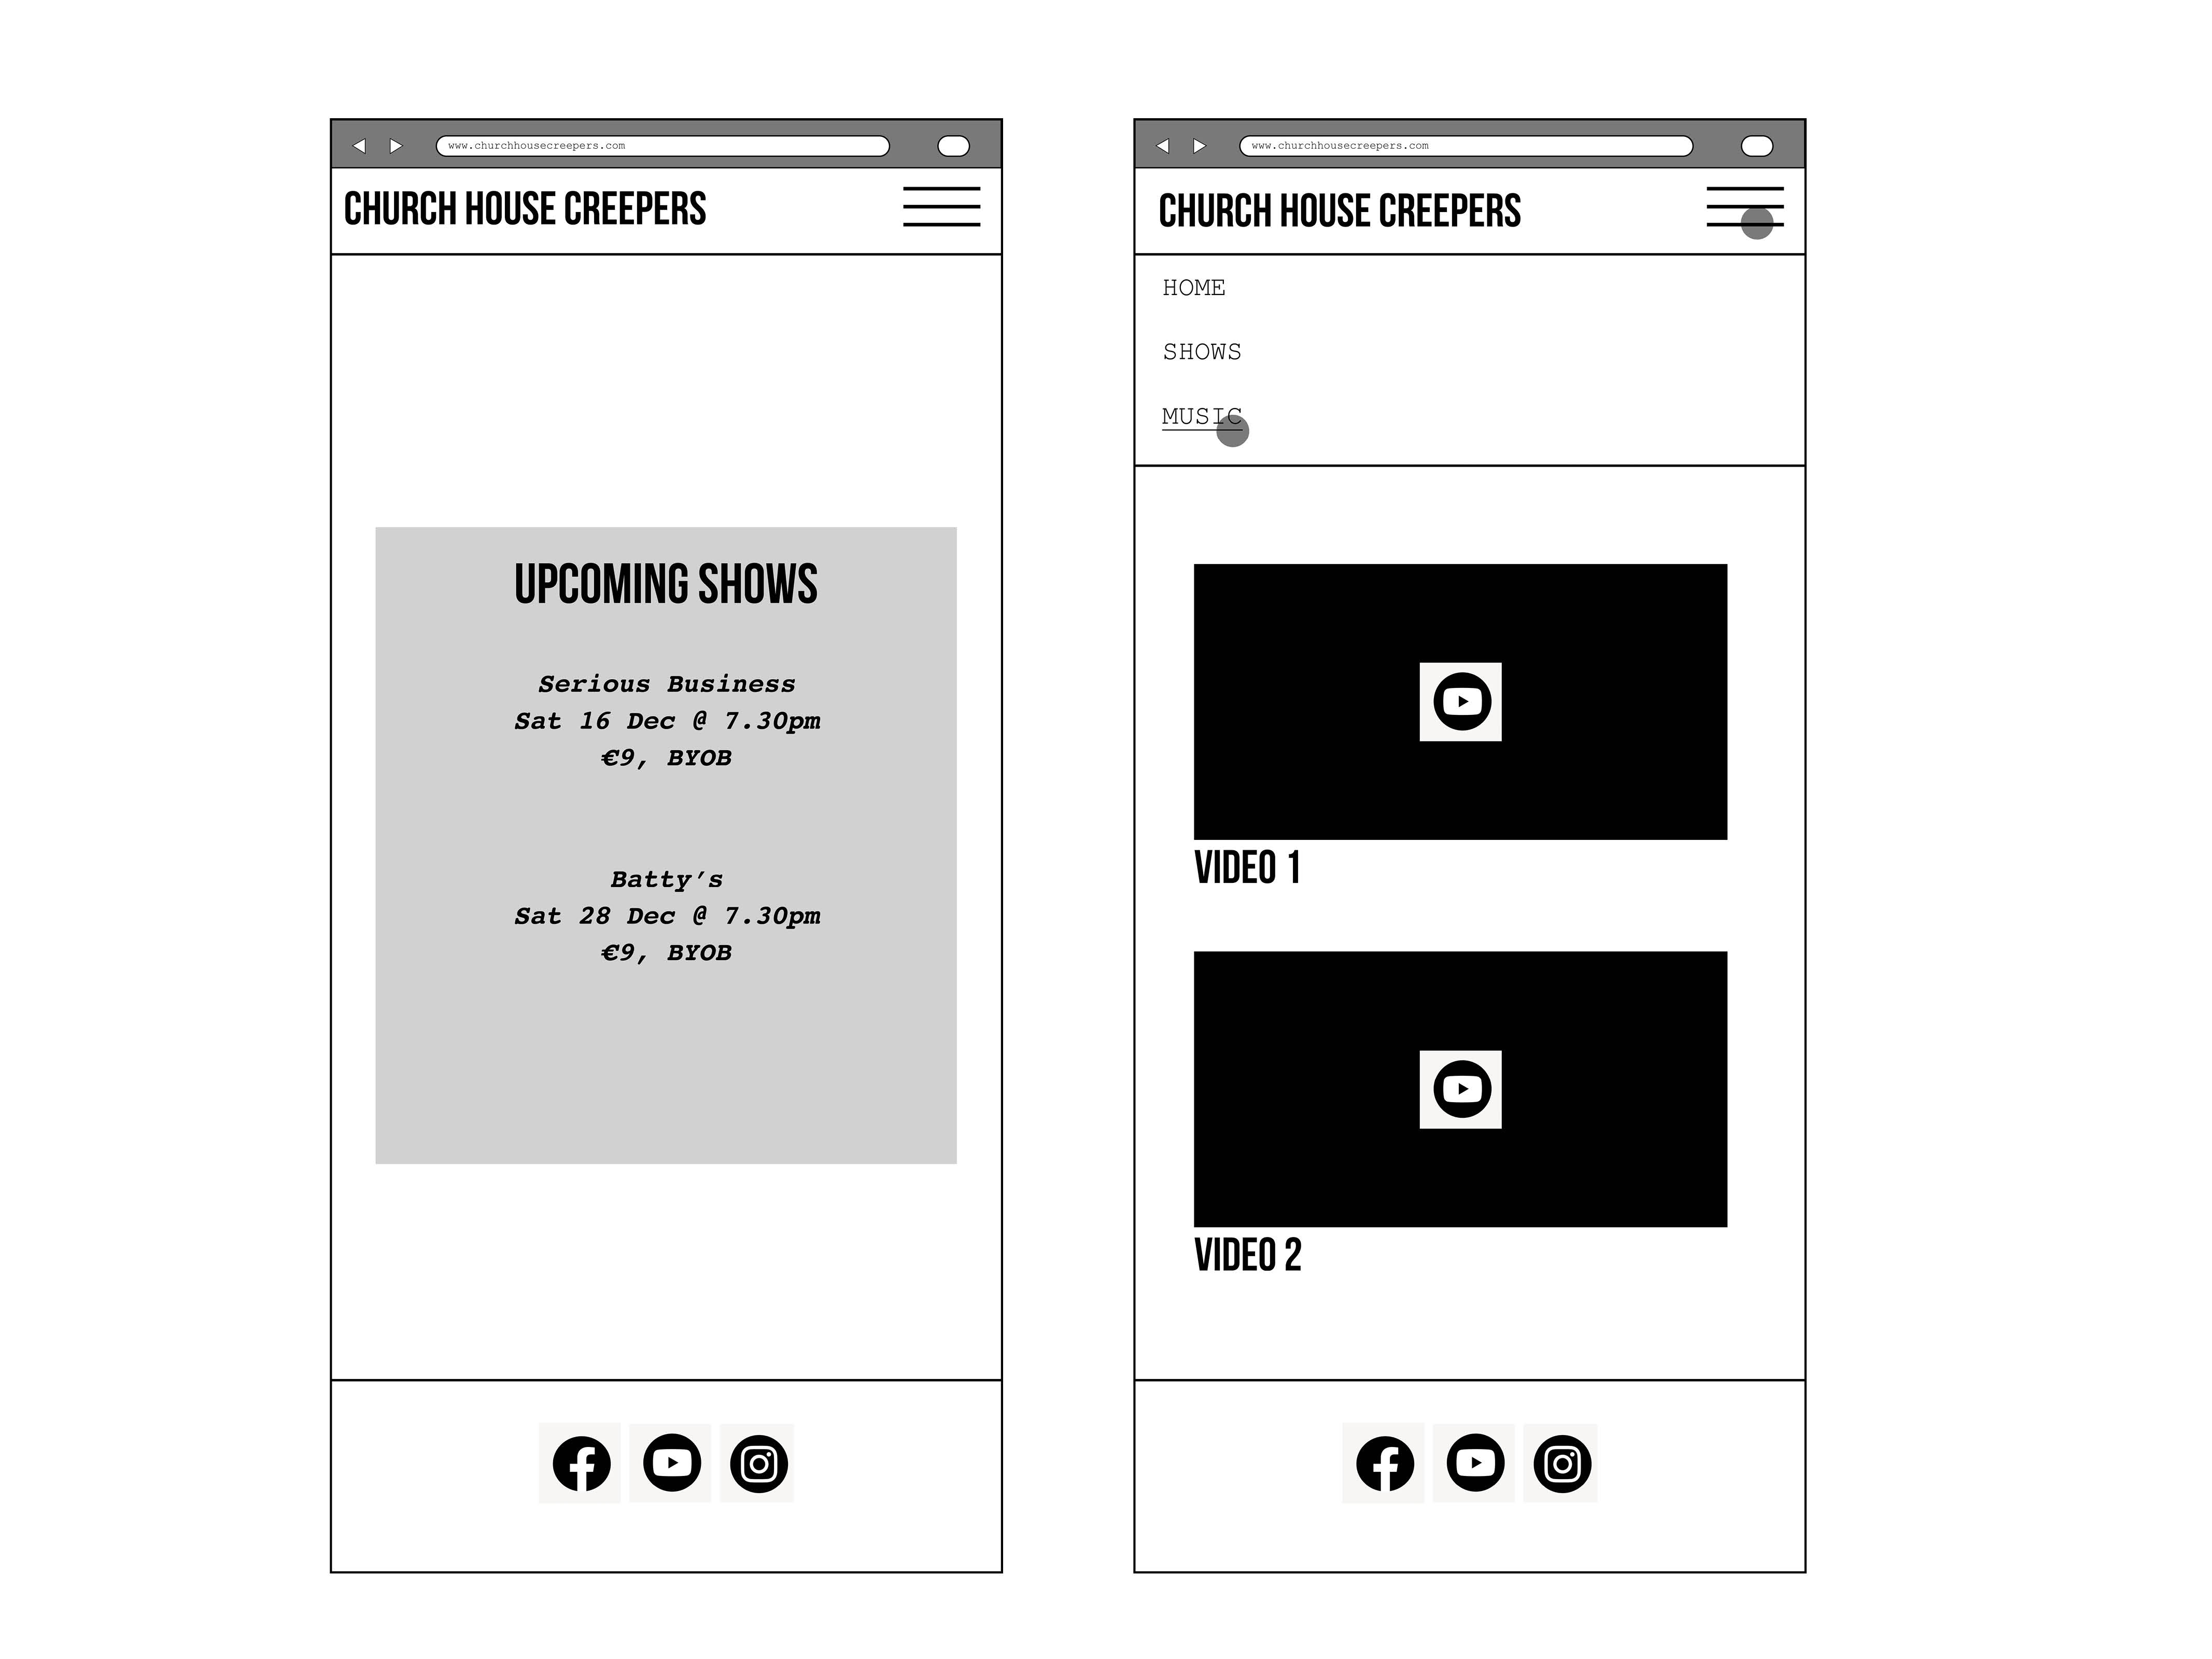 www.churchhousecreepers.com
CHURCH HOUSE CREEPERS
UPCOMING SHOWS
Serious Business
Sat 16 Dec @ 7.30pm
€9, BYOB
Batty’s
Sat 28 Dec @ 7.30pm
€9, BYOB
www.churchhousecreepers.com
CHURCH HOUSE CREEPERS
HOME
SHOWS
MUSIC
VIDEO 1
VIDEO 2